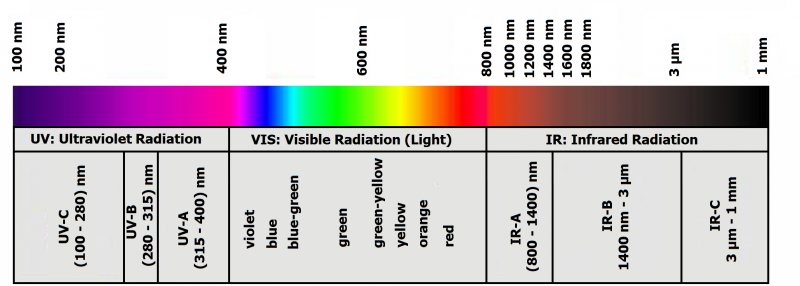 100 nm
200 nm
400 nm
600 nm
800 nm
1000 nm
1200 nm
1400 nm
1600 nm
1800 nm
3 µm
1 mm
UV: Ultraviolet Radiation
VIS: Visible Radiation (Light)
IR: Infrared Radiation
UV-C
(100 - 280) nm
UV-B
(280 - 315) nm
UV-A
(315 - 400) nm
violet
blue
blue-green
green
green-yellow
yellow
orange
red
IR-A
(800 - 1400) nm
IR-B
1400 nm - 3 µm
IR-C
3 µm - 1 mm